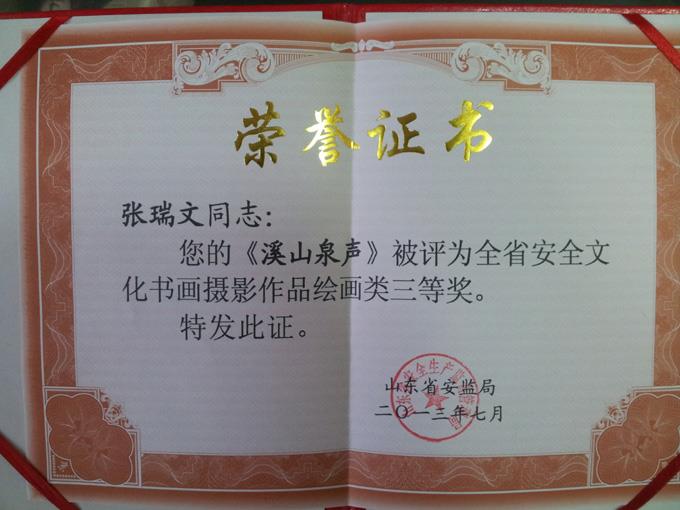 荣誉证书
张瑞文同志：
您的《溪山泉声》被评为全省安全文
化书画摄影作品绘画类三等奖。
特发此证。
山东省安监局
二〇一三年七月